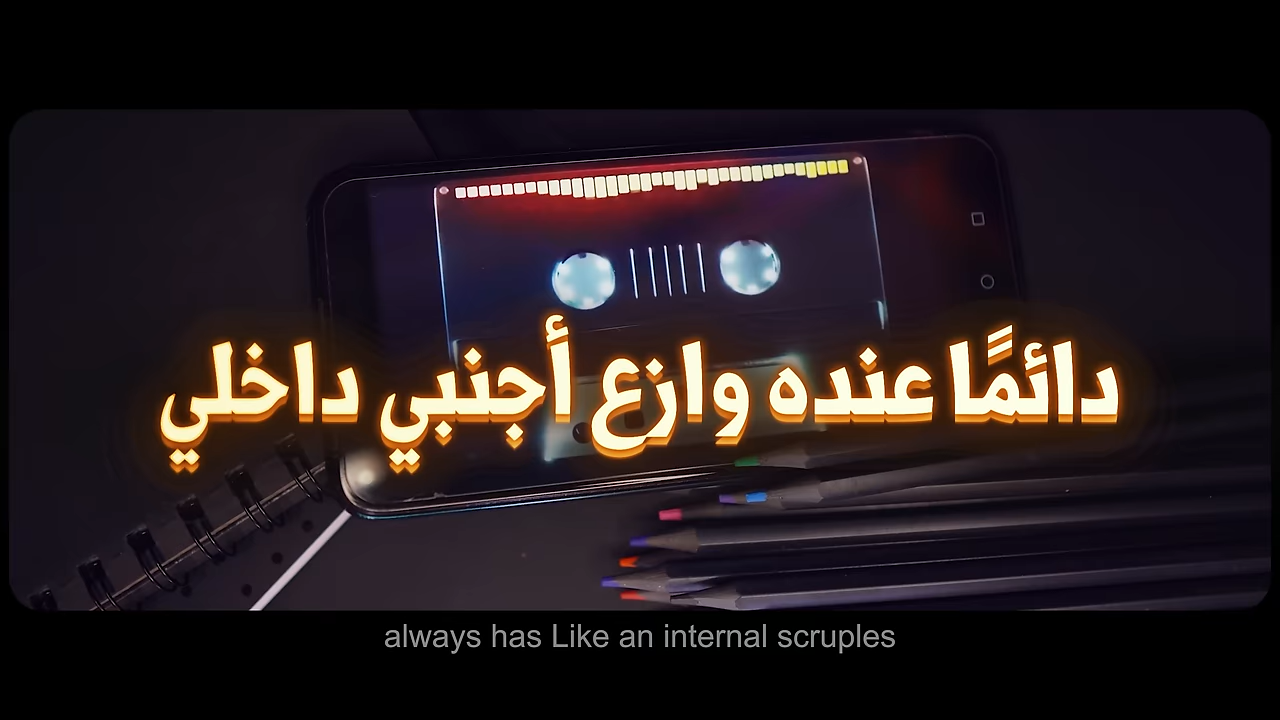 دائمًا عنده وازع أجنبي داخلي
always has Like an internal scruples